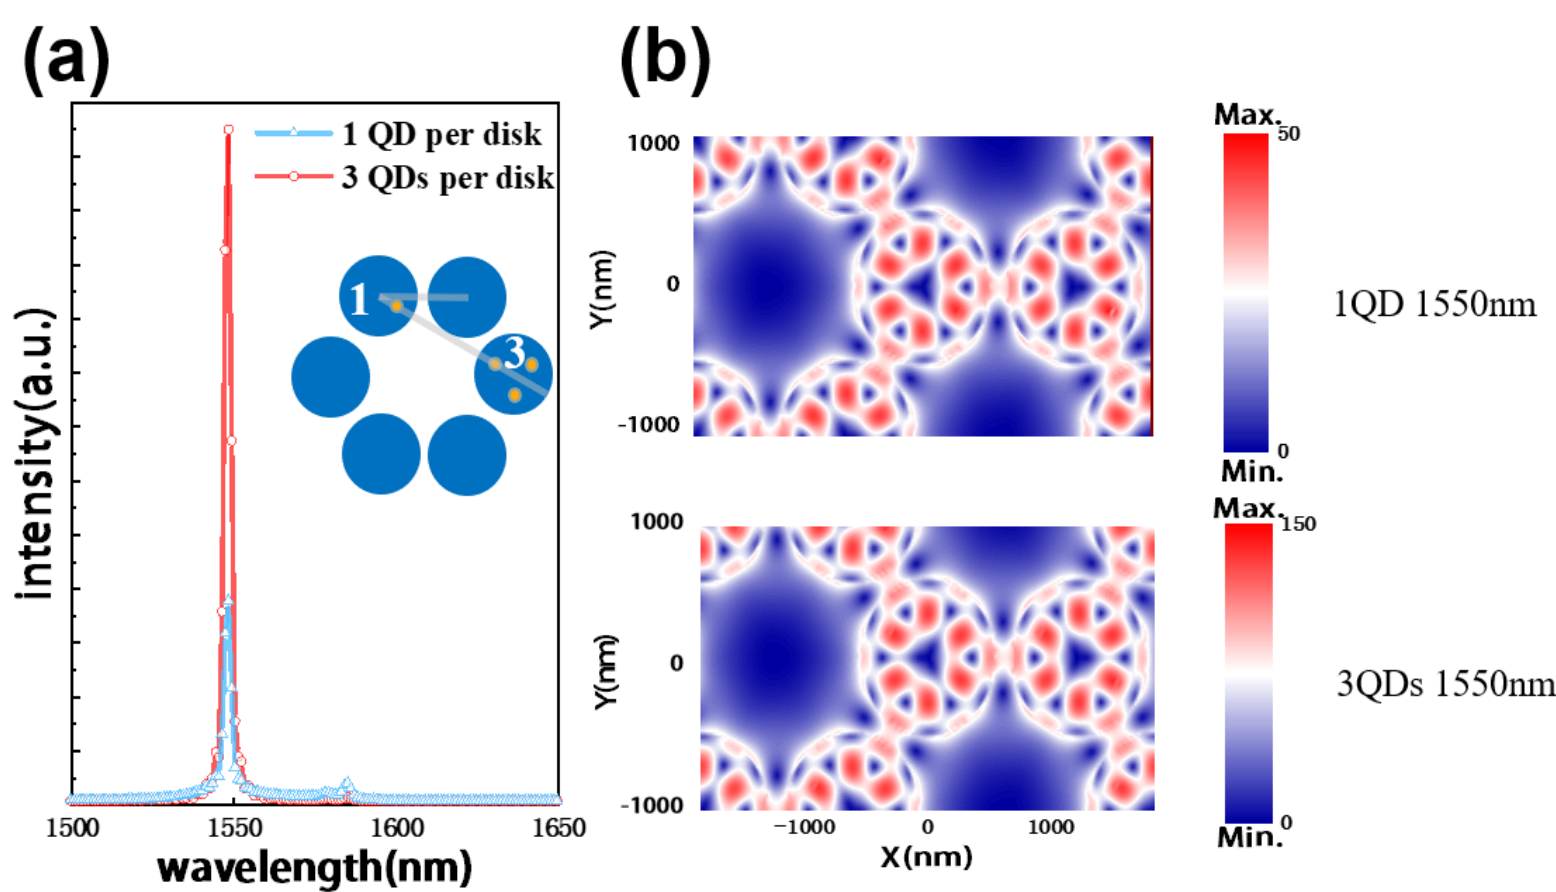 (a)
1 QD per disk
3 QDs per disk
1
3
intensity(a.u.)
1500
1550
1600
1650
wavelength(nm)
(b)
1000
0
-1000
Y(nm)
Max.
50
0
Min.
1QD 1550nm
1000
0
-1000
Y(nm)
−1000
0
1000
X(nm)
Max.
150
0
Min.
3QDs 1550nm